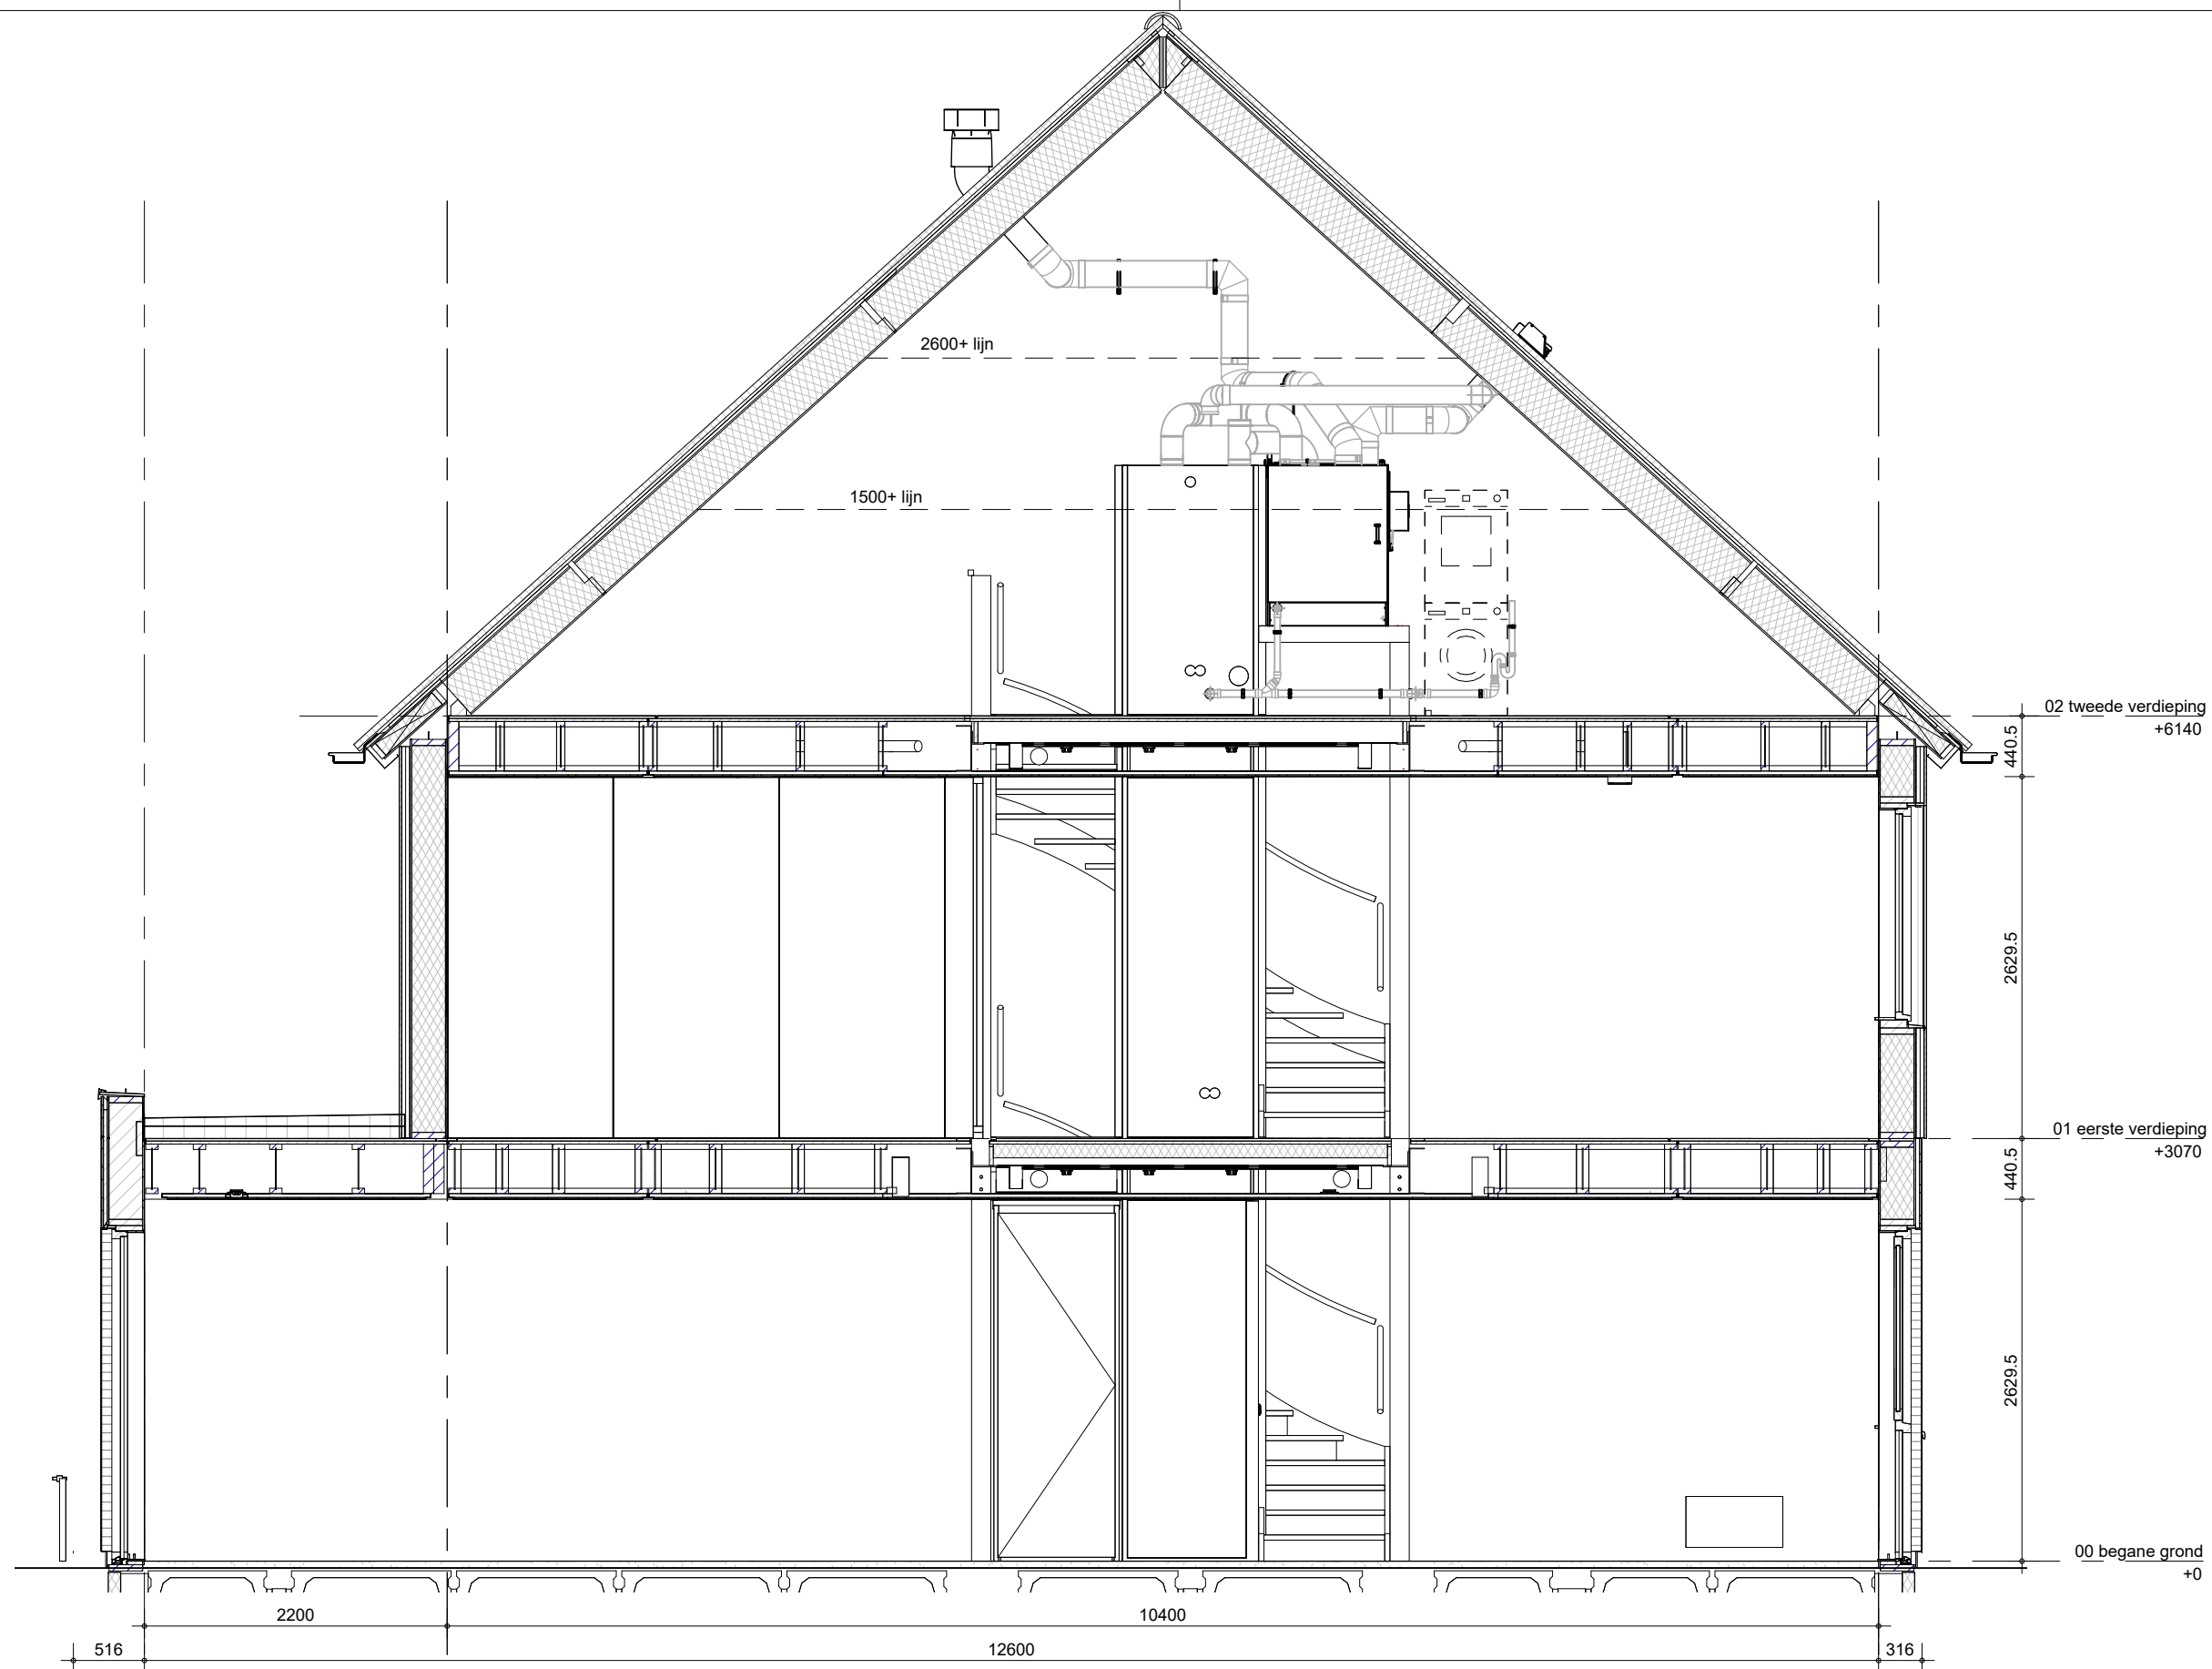 2600+ lijn
1500+ lijn
02 tweede verdieping
+6140
440.5
2629.5
01 eerste verdieping
+3070
440.5
2629.5
00 begane grond
+0
2200
10400
516
12600
316